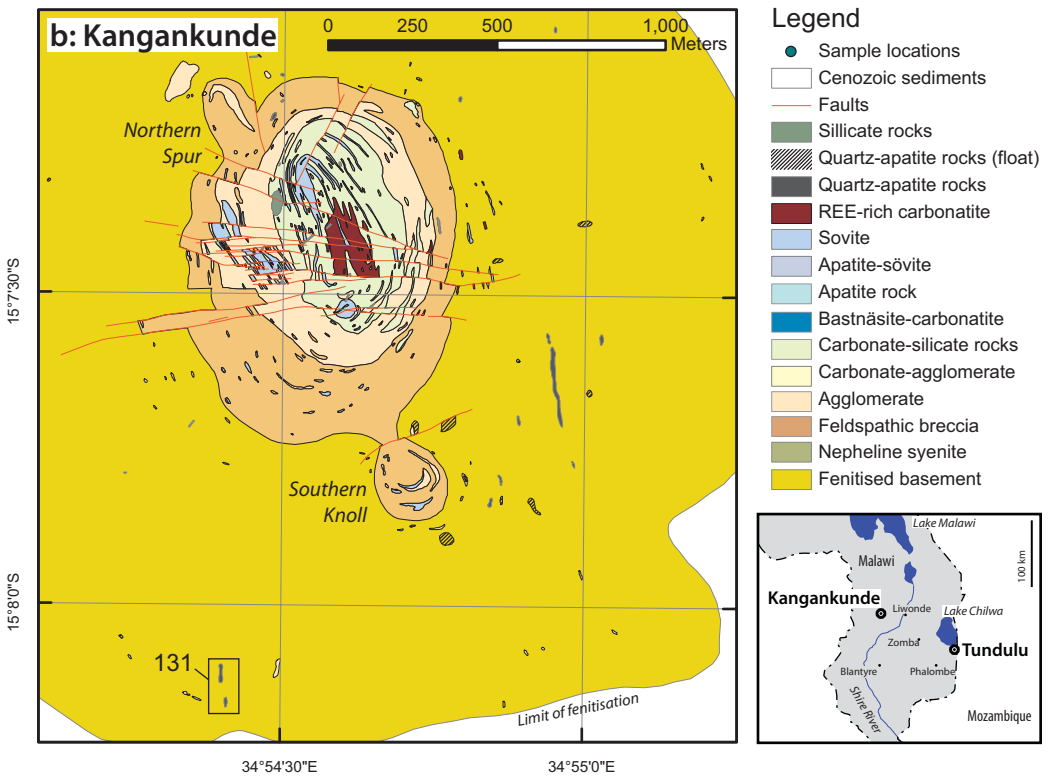 b: Kangankunde
0 250 500 1,000
Meters
Northern
Spur
Southern
Knoll
131
Limit of fenitisation
15°7'30"S
15°8'0"S
34°54'30"E
34°55'0"E
Legend
Sample locations
Cenozoic sediments
Faults
Sillicate rocks
Quartz-apatite rocks (float)
Quartz-apatite rocks
REE-rich carbonatite
Sovite
Apatite-sövite
Apatite rock
Bastnäsite-carbonatite
Carbonate-silicate rocks
Carbonate-agglomerate
Agglomerate
Feldspathic breccia
Nepheline syenite
Fenitised basement
Lake Malawi
Malawi
100 km
Kangankunde
Liwonde
Lake Chilwa
Zomba
Tundulu
Blantyre
Phalombe
Shire River
Mozambique